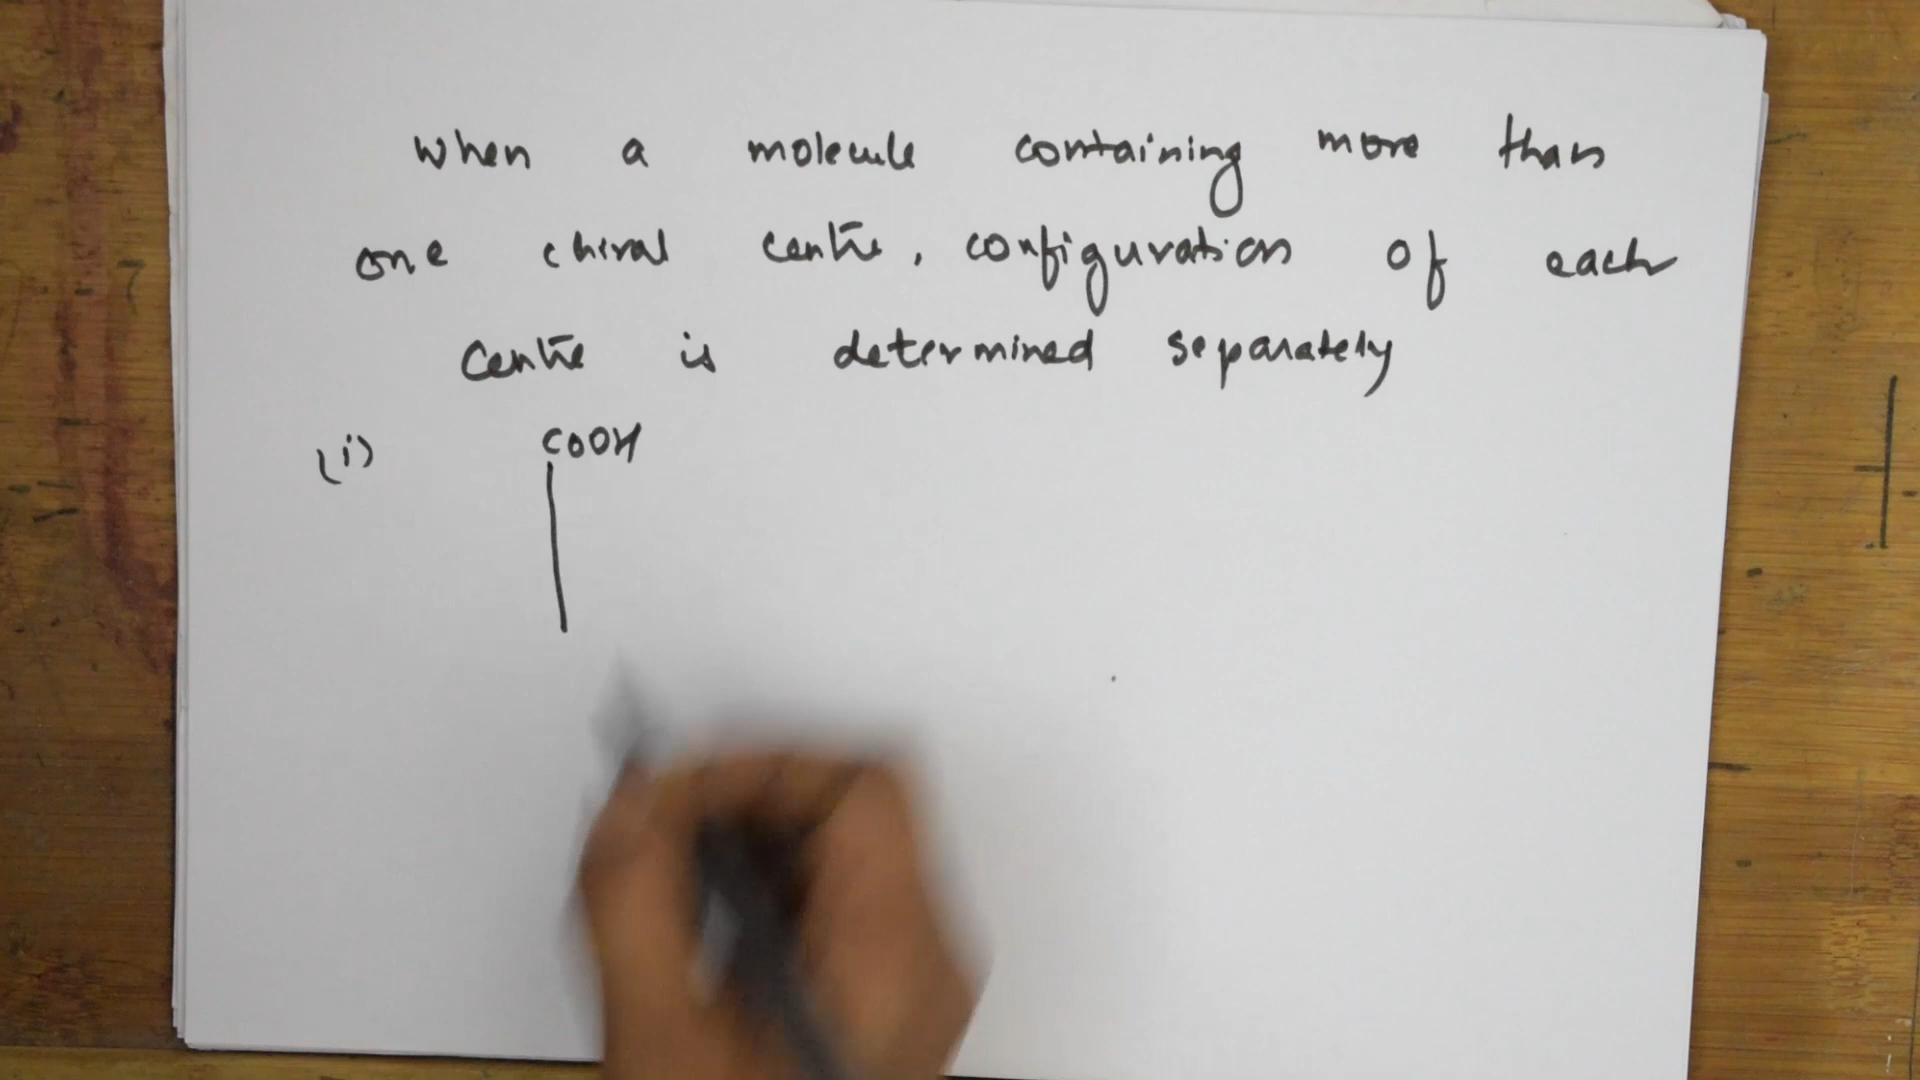 when a molecule containing more than
one chiral centre, configuration of each
Centre is determined separately
(i) COOH